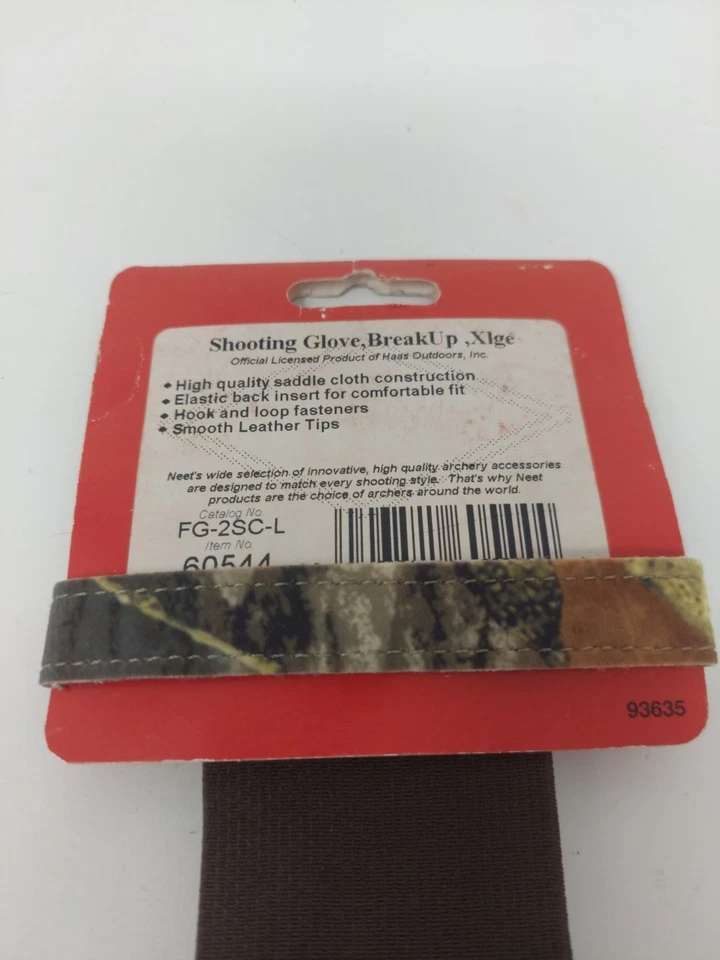 Shooting Glove,BreakUp ,Xlge
Official Licensed Product of Haas Outdoors, Inc.
High quality saddle cloth construction
Elastic back insert for comfortable fit
Hook and loop fasteners
Smooth Leather Tips
Neet's wide selection of innovative, high quality archery accessories
are designed to match every shooting style. That's why Neet
products are the choice of archers around the world.
Catalog No.
FG-2SC-L
Item No.
60544
93635